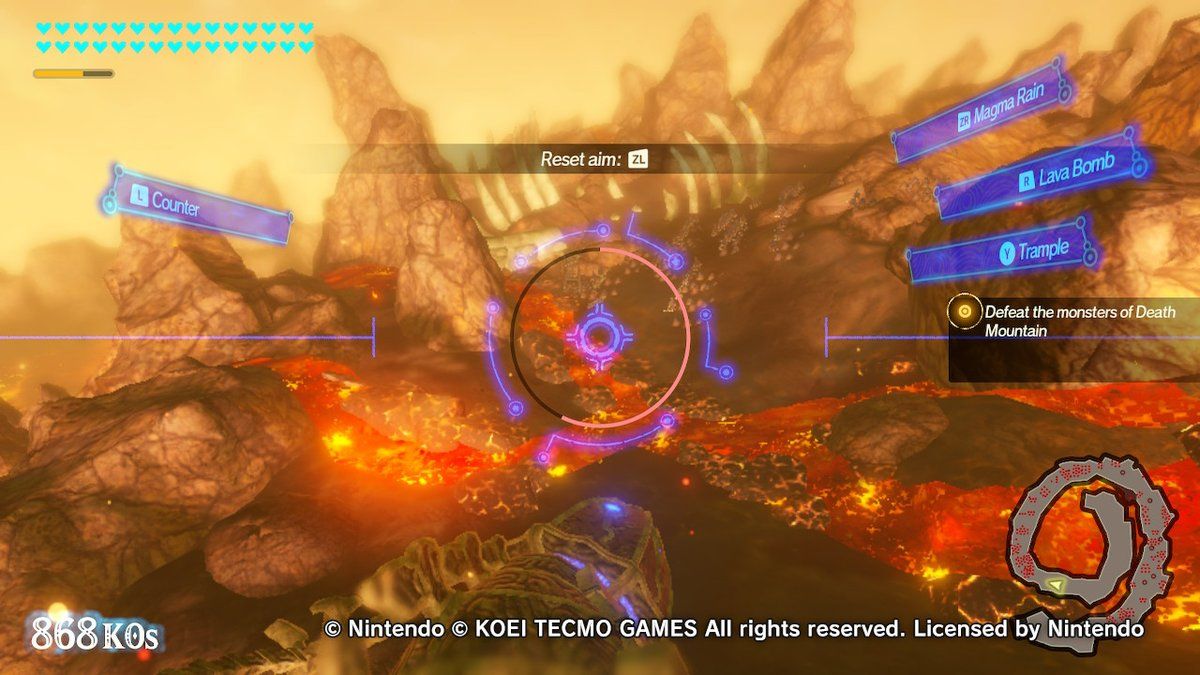 Reset aim: ZL
ZR Magma Rain
R Lava Bomb
L Counter
Y Trample
Defeat the monsters of Death
Mountain
868 KOs
© Nintendo © KOEI TECMO GAMES All rights reserved. Licensed by Nintendo